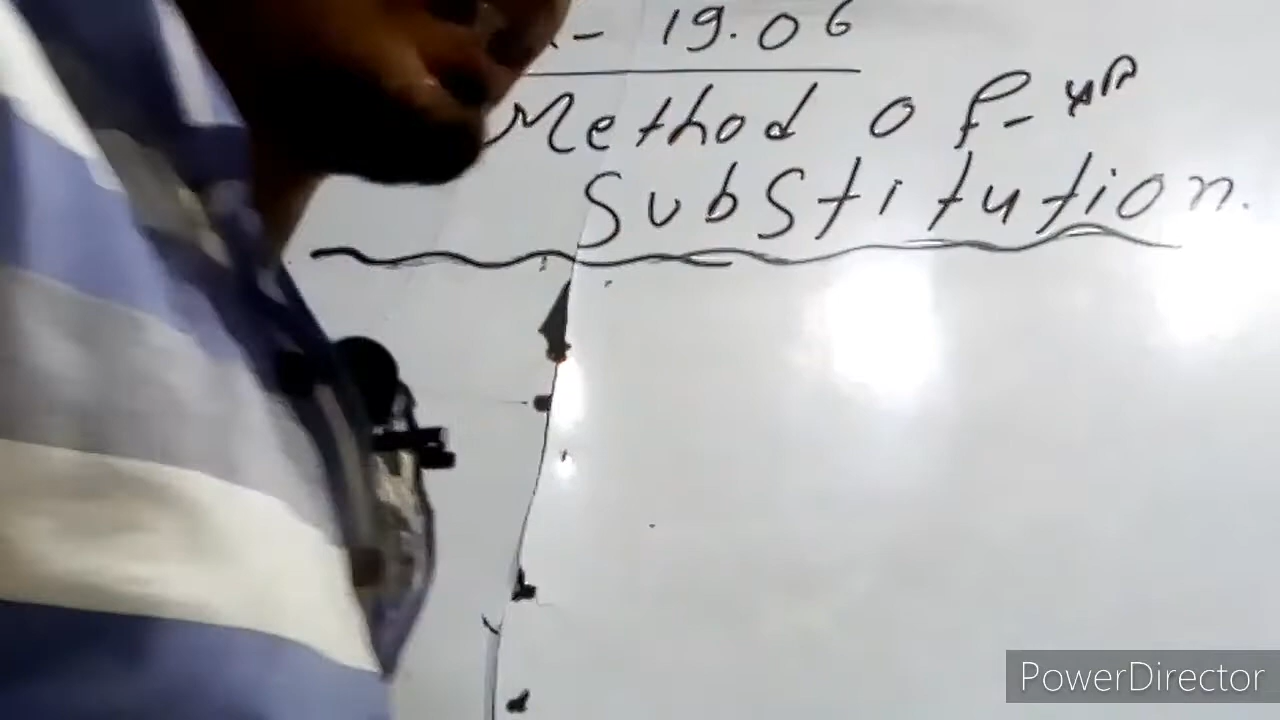 - 19.06
Method of -
Substitution.
PowerDirector